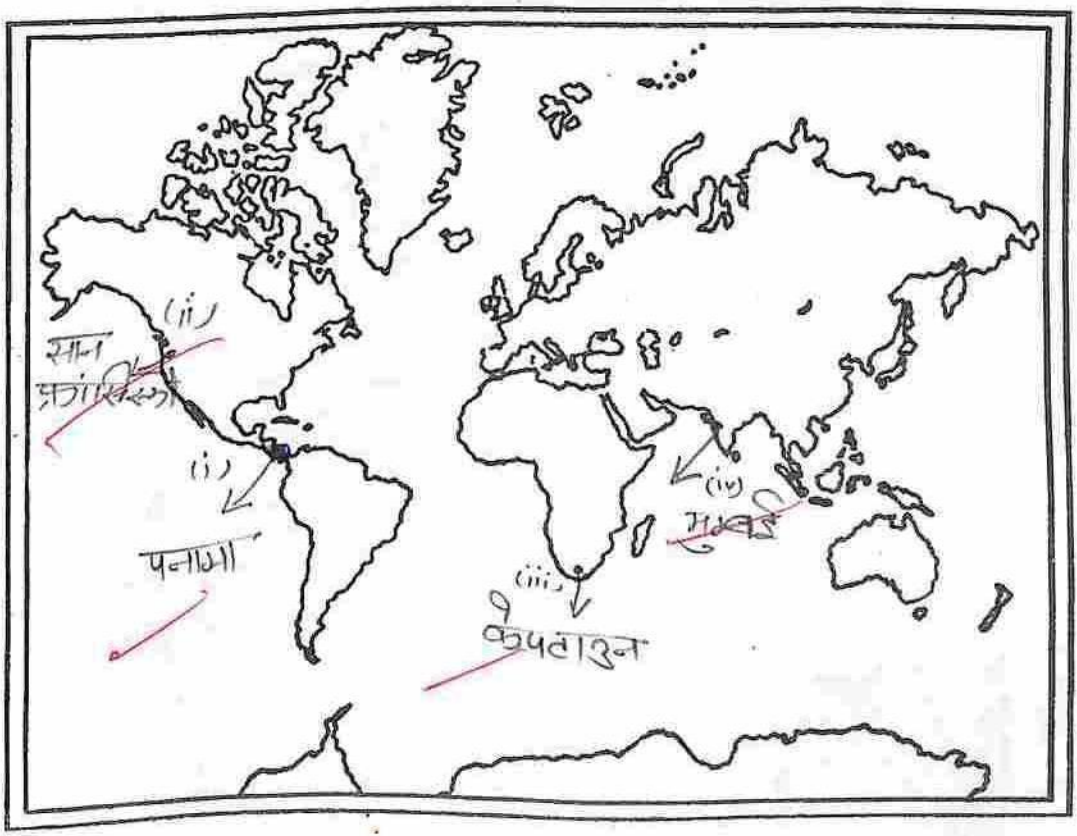 (ii)
सान
फ्रांसिस्को
(i)
पनामा
(iii)
केपटाउन
(iv)
मुम्बई